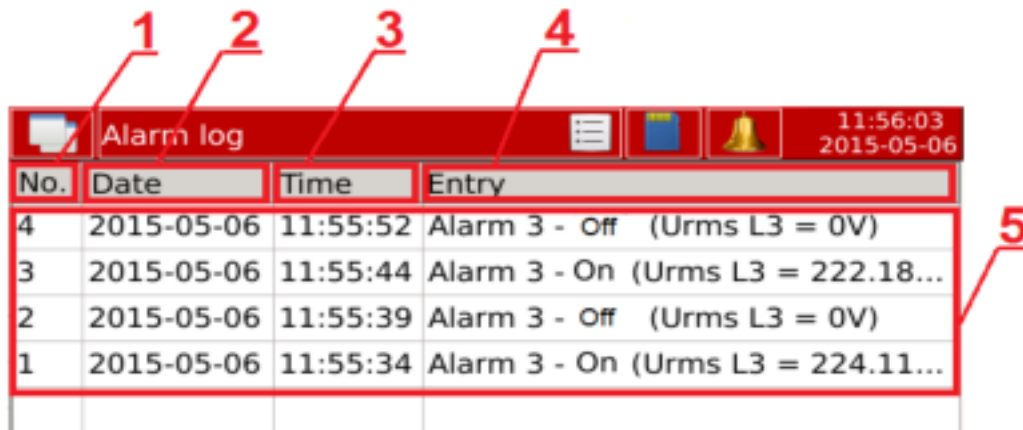 1 2 3 4
Alarm log 11:56:03
2015-05-06
No. Date Time Entry
4 2015-05-06 11:55:52 Alarm 3 - Off (Urms L3 = 0V)
5
3 2015-05-06 11:55:44 Alarm 3 - On (Urms L3 = 222.18...
2 2015-05-06 11:55:39 Alarm 3 - Off (Urms L3 = 0V)
1 2015-05-06 11:55:34 Alarm 3 - On (Urms L3 = 224.11...